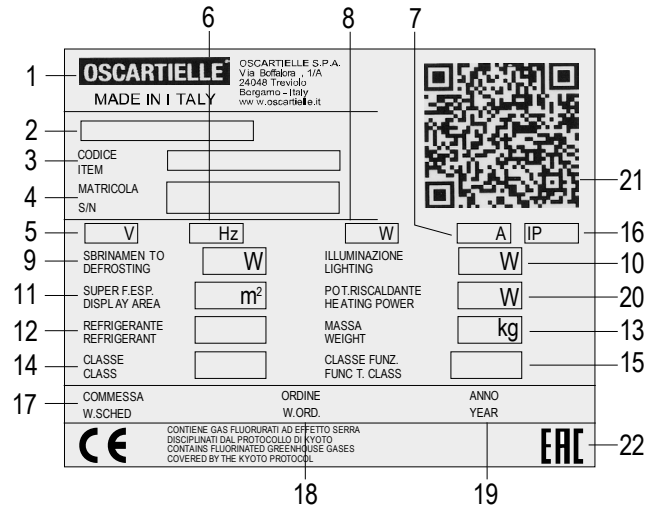 6 8 7
1 OSCARTIELLE OSCARTIELLE S.P.A.
Via Boffalora , 1/A
24048 Treviolo
Bergamo - Italy
www.oscartielle.it
MADE IN I TALY
2
3 CODICE
ITEM
4 MATRICOLA
S/N
21
5 V Hz W A IP 16
9 SBRINAMEN TO
DEFROSTING W ILLUMINAZIONE
LIGHTING W 10
11 SUPER F.ESP.
DISPLAY AREA m² POT.RISCALDANTE
HEATING POWER W 20
12 REFRIGERANTE
REFRIGERANT MASSA
WEIGHT kg 13
14 CLASSE
CLASS CLASSE FUNZ.
FUNC T. CLASS 15
17 COMMESSA ORDINE ANNO
W.SCHED W.ORD. YEAR
CE CONTIENE GAS FLUORURATI AD EFFETTO SERRA
DISCIPLINATI DAL PROTOCOLLO DI KYOTO
CONTAINS FLUORINATED GREENHOUSE GASES
COVERED BY THE KYOTO PROTOCOL
EAC 22
18 19